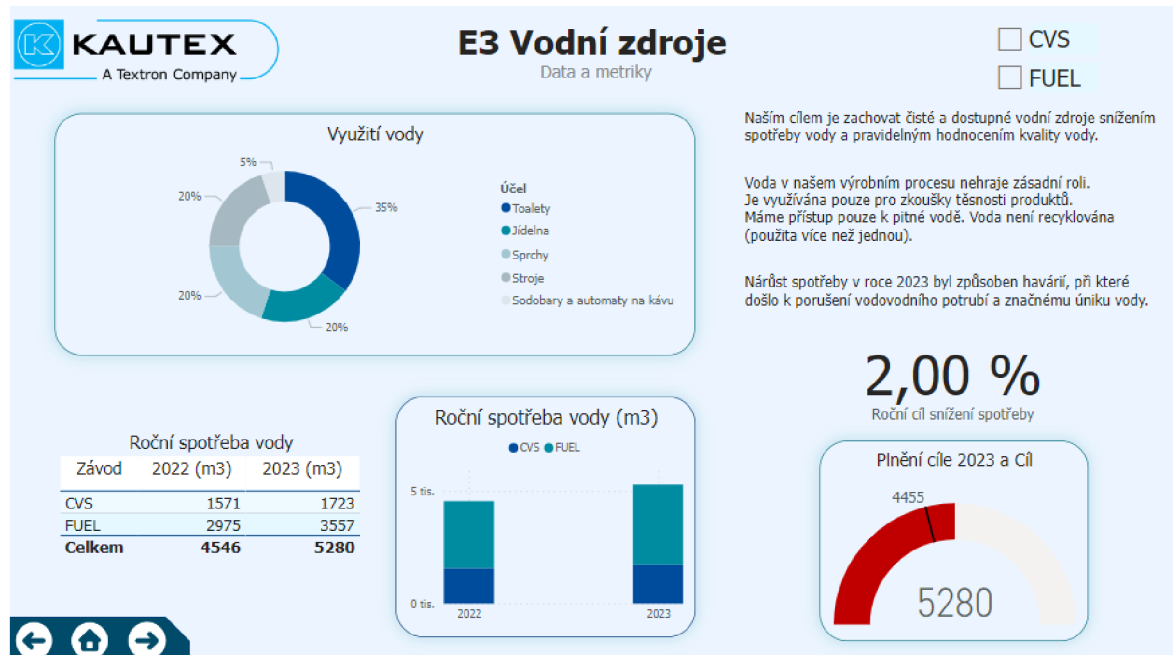 KAUTEX
A Textron Company
E3 Vodní zdroje
Data a metriky
CVS
FUEL
Využití vody
5%
20%
35%
20%
20%
Účel
Toalety
Jídelna
Sprchy
Stroje
Sodobary a automaty na kávu
Naším cílem je zachovat čisté a dostupné vodní zdroje snížením
spotřeby vody a pravidelným hodnocením kvality vody.
Voda v našem výrobním procesu nehraje zásadní roli.
Je využívána pouze pro zkoušky těsnosti produktů.
Máme přístup pouze k pitné vodě. Voda není recyklována
(použita více než jednou).
Nárůst spotřeby v roce 2023 byl způsoben havárií, při které
došlo k porušení vodovodního potrubí a značnému úniku vody.
2,00 %
Roční cíl snížení spotřeby
Roční spotřeba vody
Závod 2022 (m3) 2023 (m3)
CVS 1571 1723
FUEL 2975 3557
Celkem 4546 5280
Roční spotřeba vody (m3)
CVS FUEL
5 tis.
0 tis.
2022 2023
Plnění cíle 2023 a Cíl
4455
5280